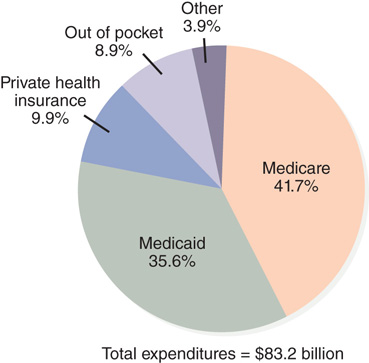 Other
3.9%
Out of pocket
8.9%
Private health
insurance
9.9%
Medicare
41.7%
Medicaid
35.6%
Total expenditures = $83.2 billion